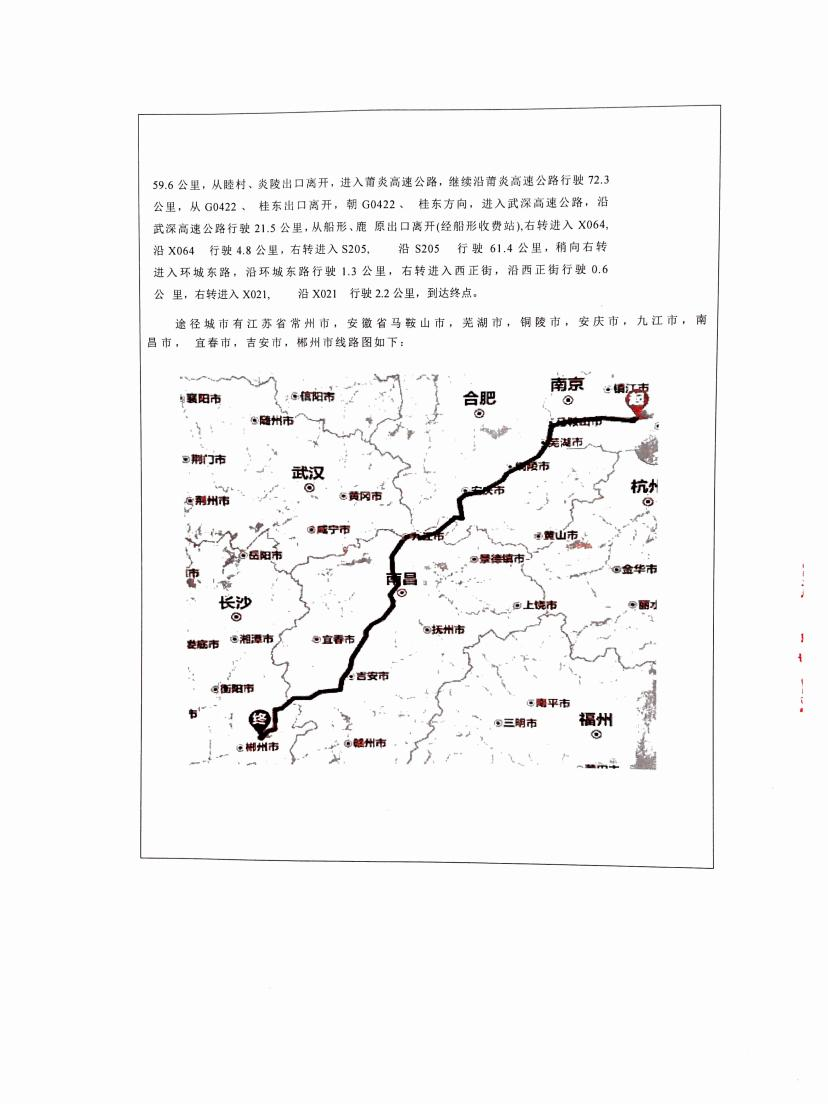 59.6 公里，从睦村、炎陵出口离开，进入莆炎高速公路，继续沿莆炎高速公路行驶 72.3
公里，从 G0422 、 桂东出口离开，朝 G0422 、 桂东方向，进入武深高速公路，沿
武深高速公路行驶 21.5 公里，从船形、鹿 原出口离开(经船形收费站),右转进入 X064,
沿 X064 行驶 4.8 公里，右转进入 S205, 沿 S205 行 驶 61.4 公里，稍向右转
进入环城东路，沿环城东路行驶 1.3 公里，右转进入西正街，沿西正街行驶 0.6
公 里，右转进入 X021, 沿 X021 行驶 2.2 公里，到达终点。
途径城市有江苏省常州市，安徽省马鞍山市，芜湖市，铜陵市，安庆市，九江市，南
昌市， 宜春市，吉安市，郴州市线路图如下：
南京
镇江市
襄阳市
信阳市
合肥
起
随州市
马鞍山市
芜湖市
荆门市
铜陵市
武汉
杭州
荆州市
黄冈市
安庆市
咸宁市
九江市
黄山市
岳阳市
景德镇市
金华市
市
南昌
长沙
上饶市
丽水
抚州市
娄底市
湘潭市
宜春市
吉安市
衡阳市
南平市
市
终
三明市
福州
郴州市
赣州市
莆田市